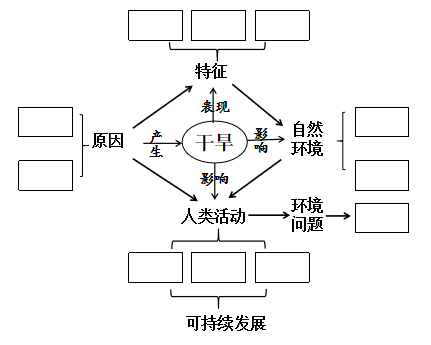 特征
表现
原因
产
生
干旱
影
响
自然
环境
影响
人类活动
环境
问题
可持续发展